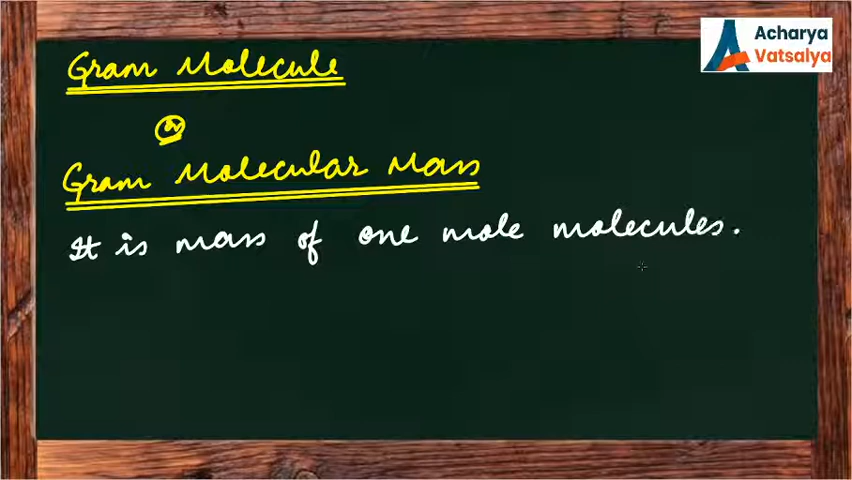 Acharya
Vatsalya
Gram Molecule
or
Gram Molecular Mass
It is mass of one mole molecules.